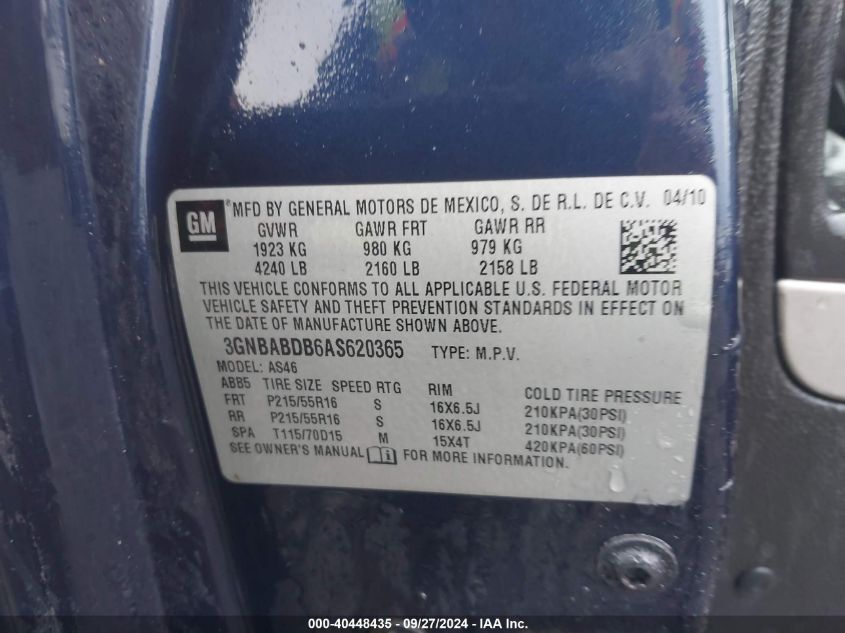 GM ® MFD BY GENERAL MOTORS DE MEXICO, S. DE R.L. DE C.V. 04/10
GVWR GAWR FRT GAWR RR
1923 KG 980 KG 979 KG
4240 LB 2160 LB 2158 LB
THIS VEHICLE CONFORMS TO ALL APPLICABLE U.S. FEDERAL MOTOR
VEHICLE SAFETY AND THEFT PREVENTION STANDARDS IN EFFECT ON
THE DATE OF MANUFACTURE SHOWN ABOVE.
3GNBABDB6AS620365 TYPE: M.P.V.
MODEL: AS46
ABB5 TIRE SIZE SPEED RTG RIM COLD TIRE PRESSURE
FRT P215/55R16 S 16X6.5J 210KPA(30PSI)
RR P215/55R16 S 16X6.5J 210KPA(30PSI)
SPA T115/70D15 M 15X4T 420KPA(60PSI)
SEE OWNER'S MANUAL i FOR MORE INFORMATION.
000-40448435 - 09/27/2024 - IAA Inc.